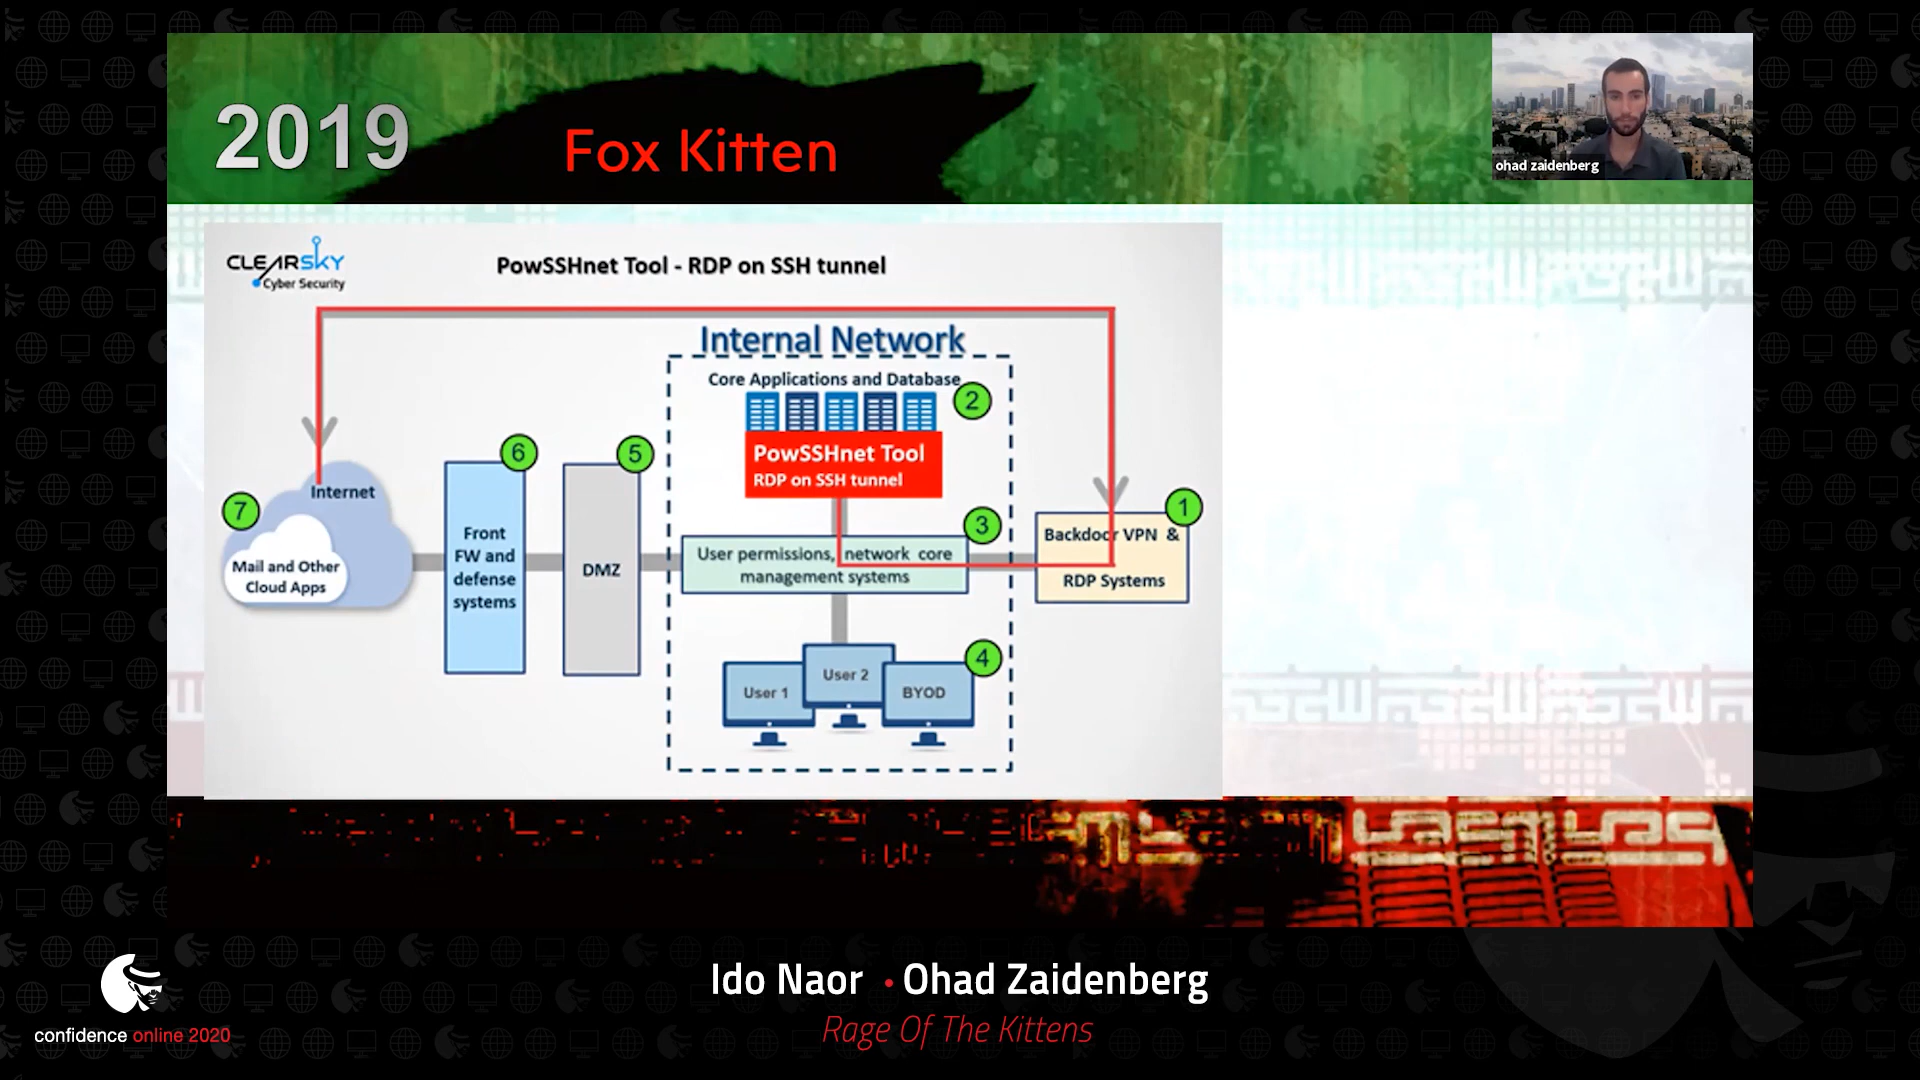 2019
Fox Kitten
ohad zaidenberg
CLEARSKY
Cyber Security
PowSSHnet Tool - RDP on SSH tunnel
Internal Network
Core Applications and Database
2
PowSSHnet Tool
RDP on SSH tunnel
6
5
7
Internet
Mail and Other
Cloud Apps
Front
FW and
defense
systems
DMZ
3
User permissions, network core
management systems
1
Backdoor VPN &
RDP Systems
4
User 1
User 2
BYOD
Ido Naor • Ohad Zaidenberg
Rage Of The Kittens
confidence online 2020